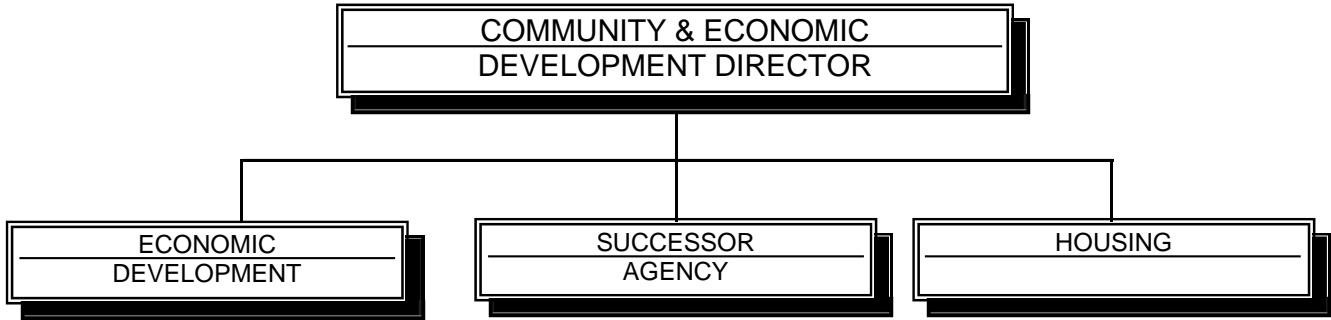 COMMUNITY & ECONOMIC
DEVELOPMENT DIRECTOR
ECONOMIC
DEVELOPMENT
SUCCESSOR
AGENCY
HOUSING